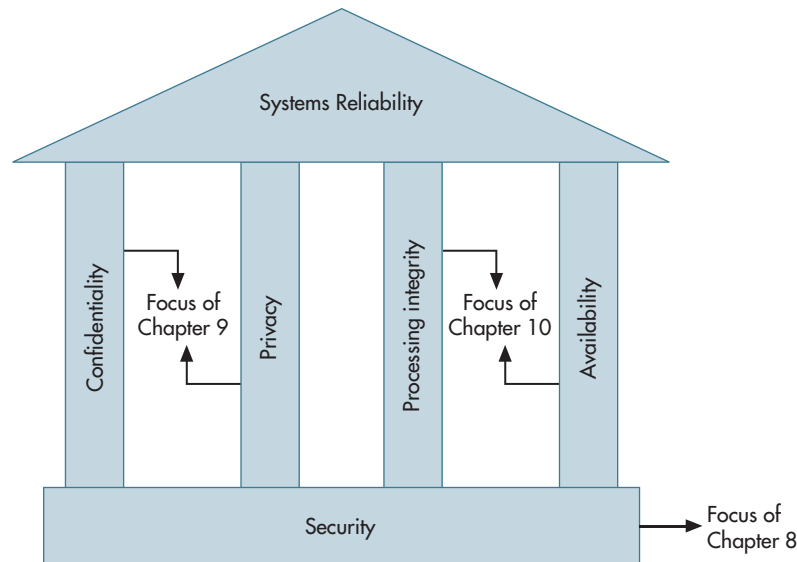 Systems Reliability
Confidentiality
Focus of
Chapter 9
Privacy
Processing integrity
Focus of
Chapter 10
Availability
Security
Focus of
Chapter 8